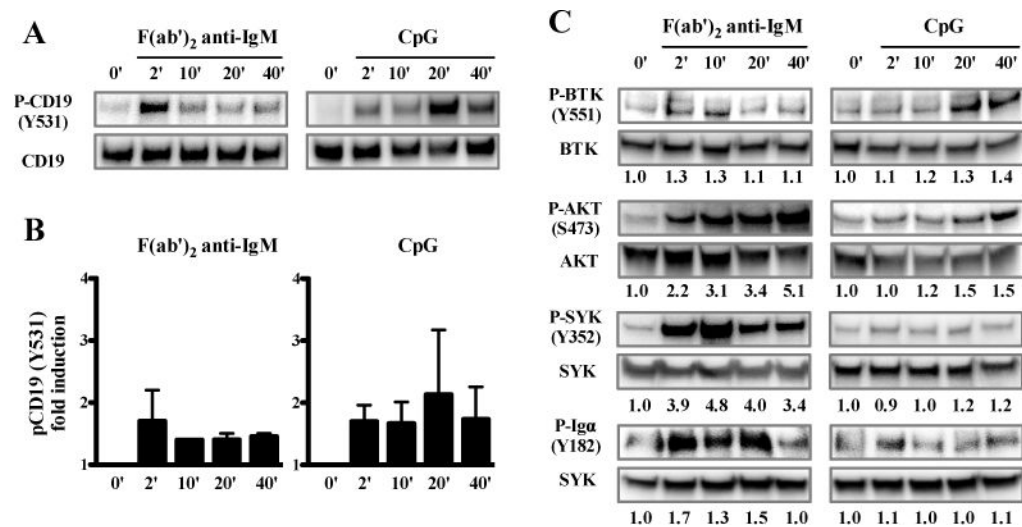 A
F(ab')2 anti-IgM CpG
0' 2' 10' 20' 40' 0' 2' 10' 20' 40'
P-CD19
(Y531)
CD19
B
F(ab')2 anti-IgM CpG
pCD19 (Y531)
fold induction
4 4
3 3
2 2
1 1
0' 2' 10' 20' 40' 0' 2' 10' 20' 40'
C
F(ab')2 anti-IgM CpG
0' 2' 10' 20' 40' 0' 2' 10' 20' 40'
P-BTK
(Y551)
BTK
1.0 1.3 1.3 1.1 1.1 1.0 1.1 1.2 1.3 1.4
P-AKT
(S473)
AKT
1.0 2.2 3.1 3.4 5.1 1.0 1.0 1.2 1.5 1.5
P-SYK
(Y352)
SYK
1.0 3.9 4.8 4.0 3.4 1.0 0.9 1.0 1.2 1.2
P-Igα
(Y182)
SYK
1.0 1.7 1.3 1.5 1.0 1.0 1.1 1.0 1.0 1.1